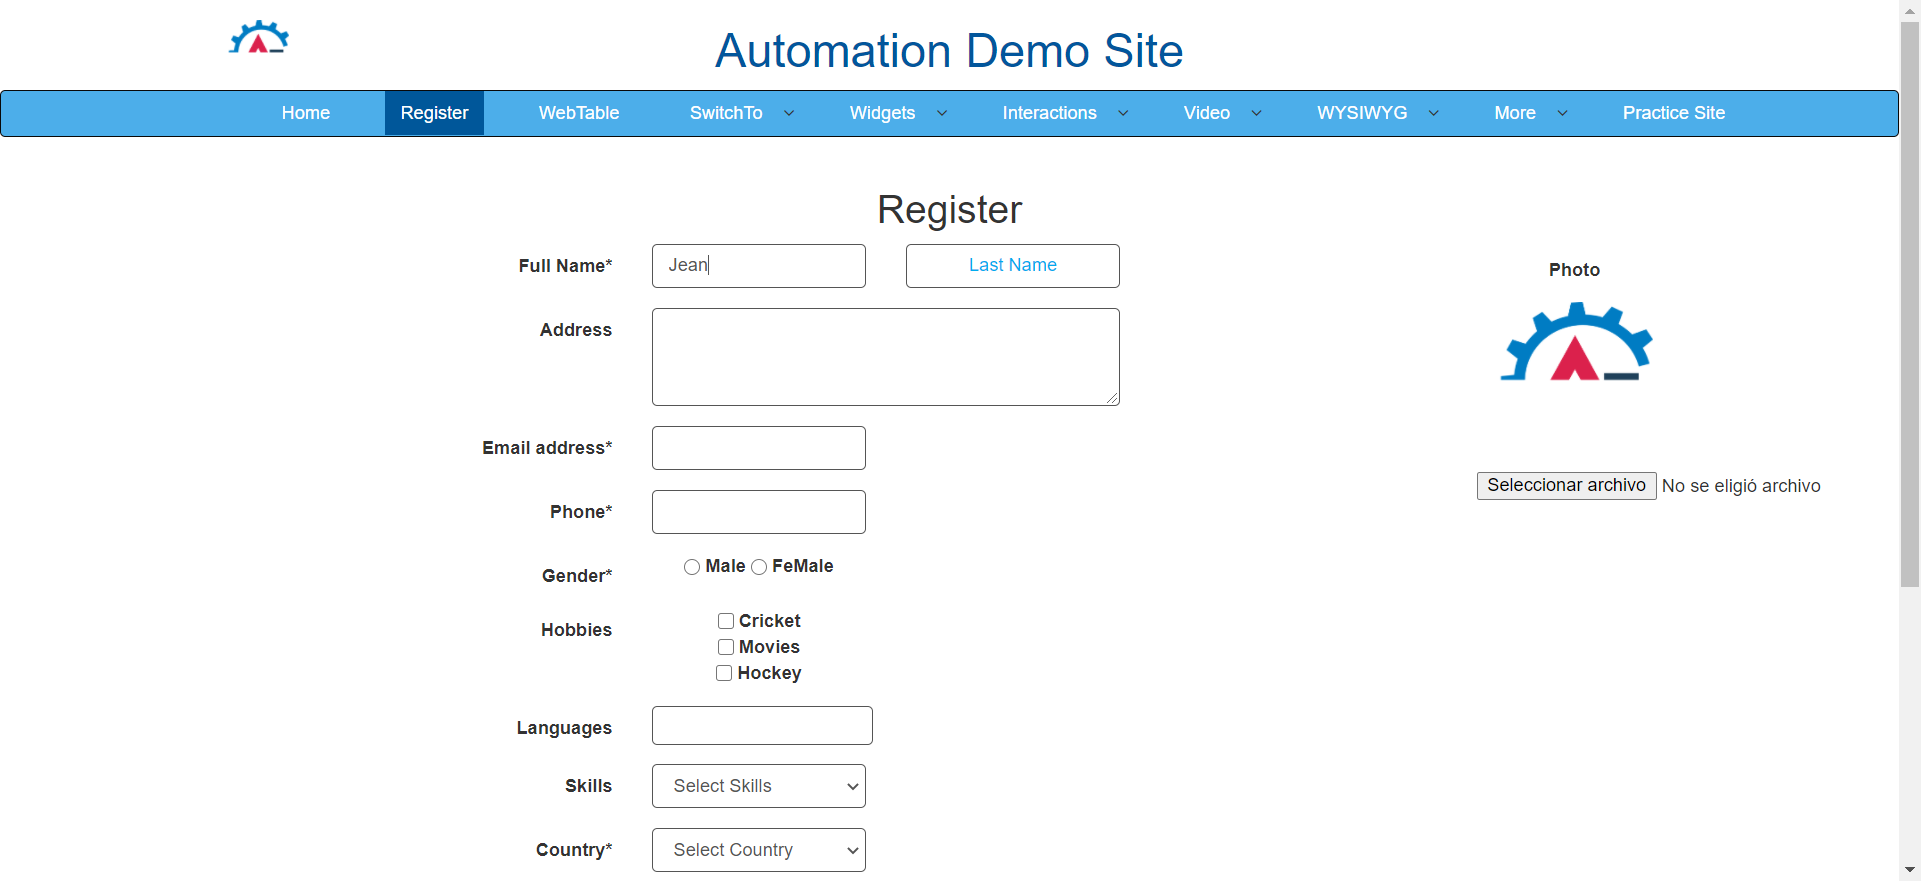 Automation Demo Site
Home Register WebTable SwitchTo Widgets Interactions Video WYSIWYG More Practice Site
Register
Full Name* Jean Last Name
Photo
Address
Email address*
Seleccionar archivo No se eligió archivo
Phone*
Gender* Male FeMale
Hobbies Cricket
Movies
Hockey
Languages
Skills Select Skills
Country* Select Country